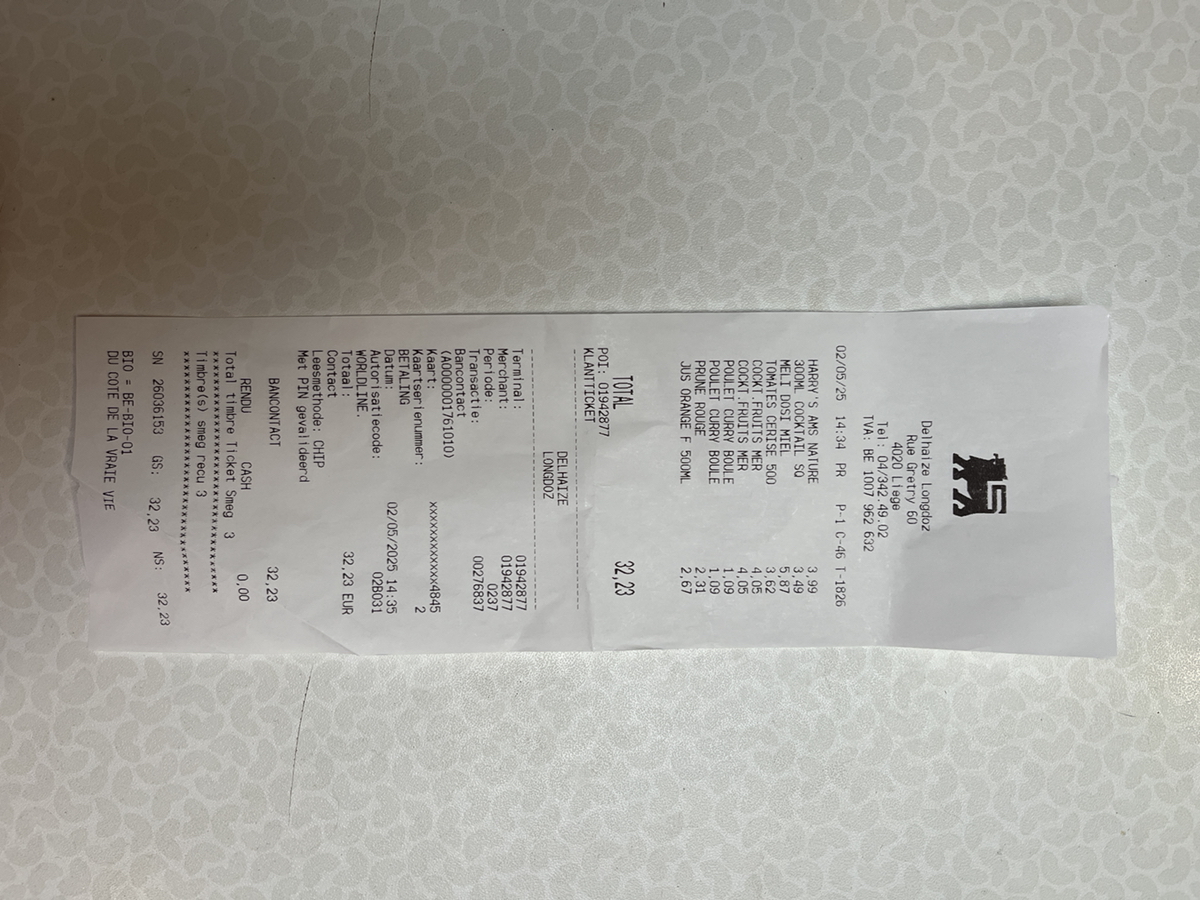 Delhaize Longdoz
Rue Gretry 60
4020 Liege
Tel: 04/342.49.02
TVA: BE 1007 962 632
02/05/25 14:34 PR P-1 C-46 T-1826
HARRY'S AMS NATURE 3,99
300ML COCKTAIL SQ 3,49
MELI DOSI MIEL 5,87
TOMATES CERISE 500 3,62
COCKT.FRUITS MER 4,05
COCKT.FRUITS MER 4,05
POULET CURRY BOULE 1,09
POULET CURRY BOULE 1,09
PRUNE ROUGE 2,31
JUS ORANGE F 500ML 2,67
TOTAL 32,23
POI: 01942877
KLANTTICKET
DELHAIZE
LONGDOZ
Terminal: 01942877
Merchant: 01942877
Periode: 0237
Transactie: 00276837
Bancontact
(A0000001761010)
Kaart: xxxxxxxxxxxxx4845
Kaartserienummer: 2
BETALING
Datum: 02/05/2025 14:35
Autorisatiecode: 02B031
WORLDLINE:
Totaal: 32,23 EUR
Contact
Leesmethode: CHIP
Met PIN gevalideerd
BANCONTACT 32,23
RENDU CASH 0,00
Total timbre Ticket Smeg 3
************************************
Timbre(s) smeg recu 3
************************************
SN 26036153 GS: 32,23 NS: 32,23
BIO = BE-BIO-01
DU COTE DE LA VRAIE VIE